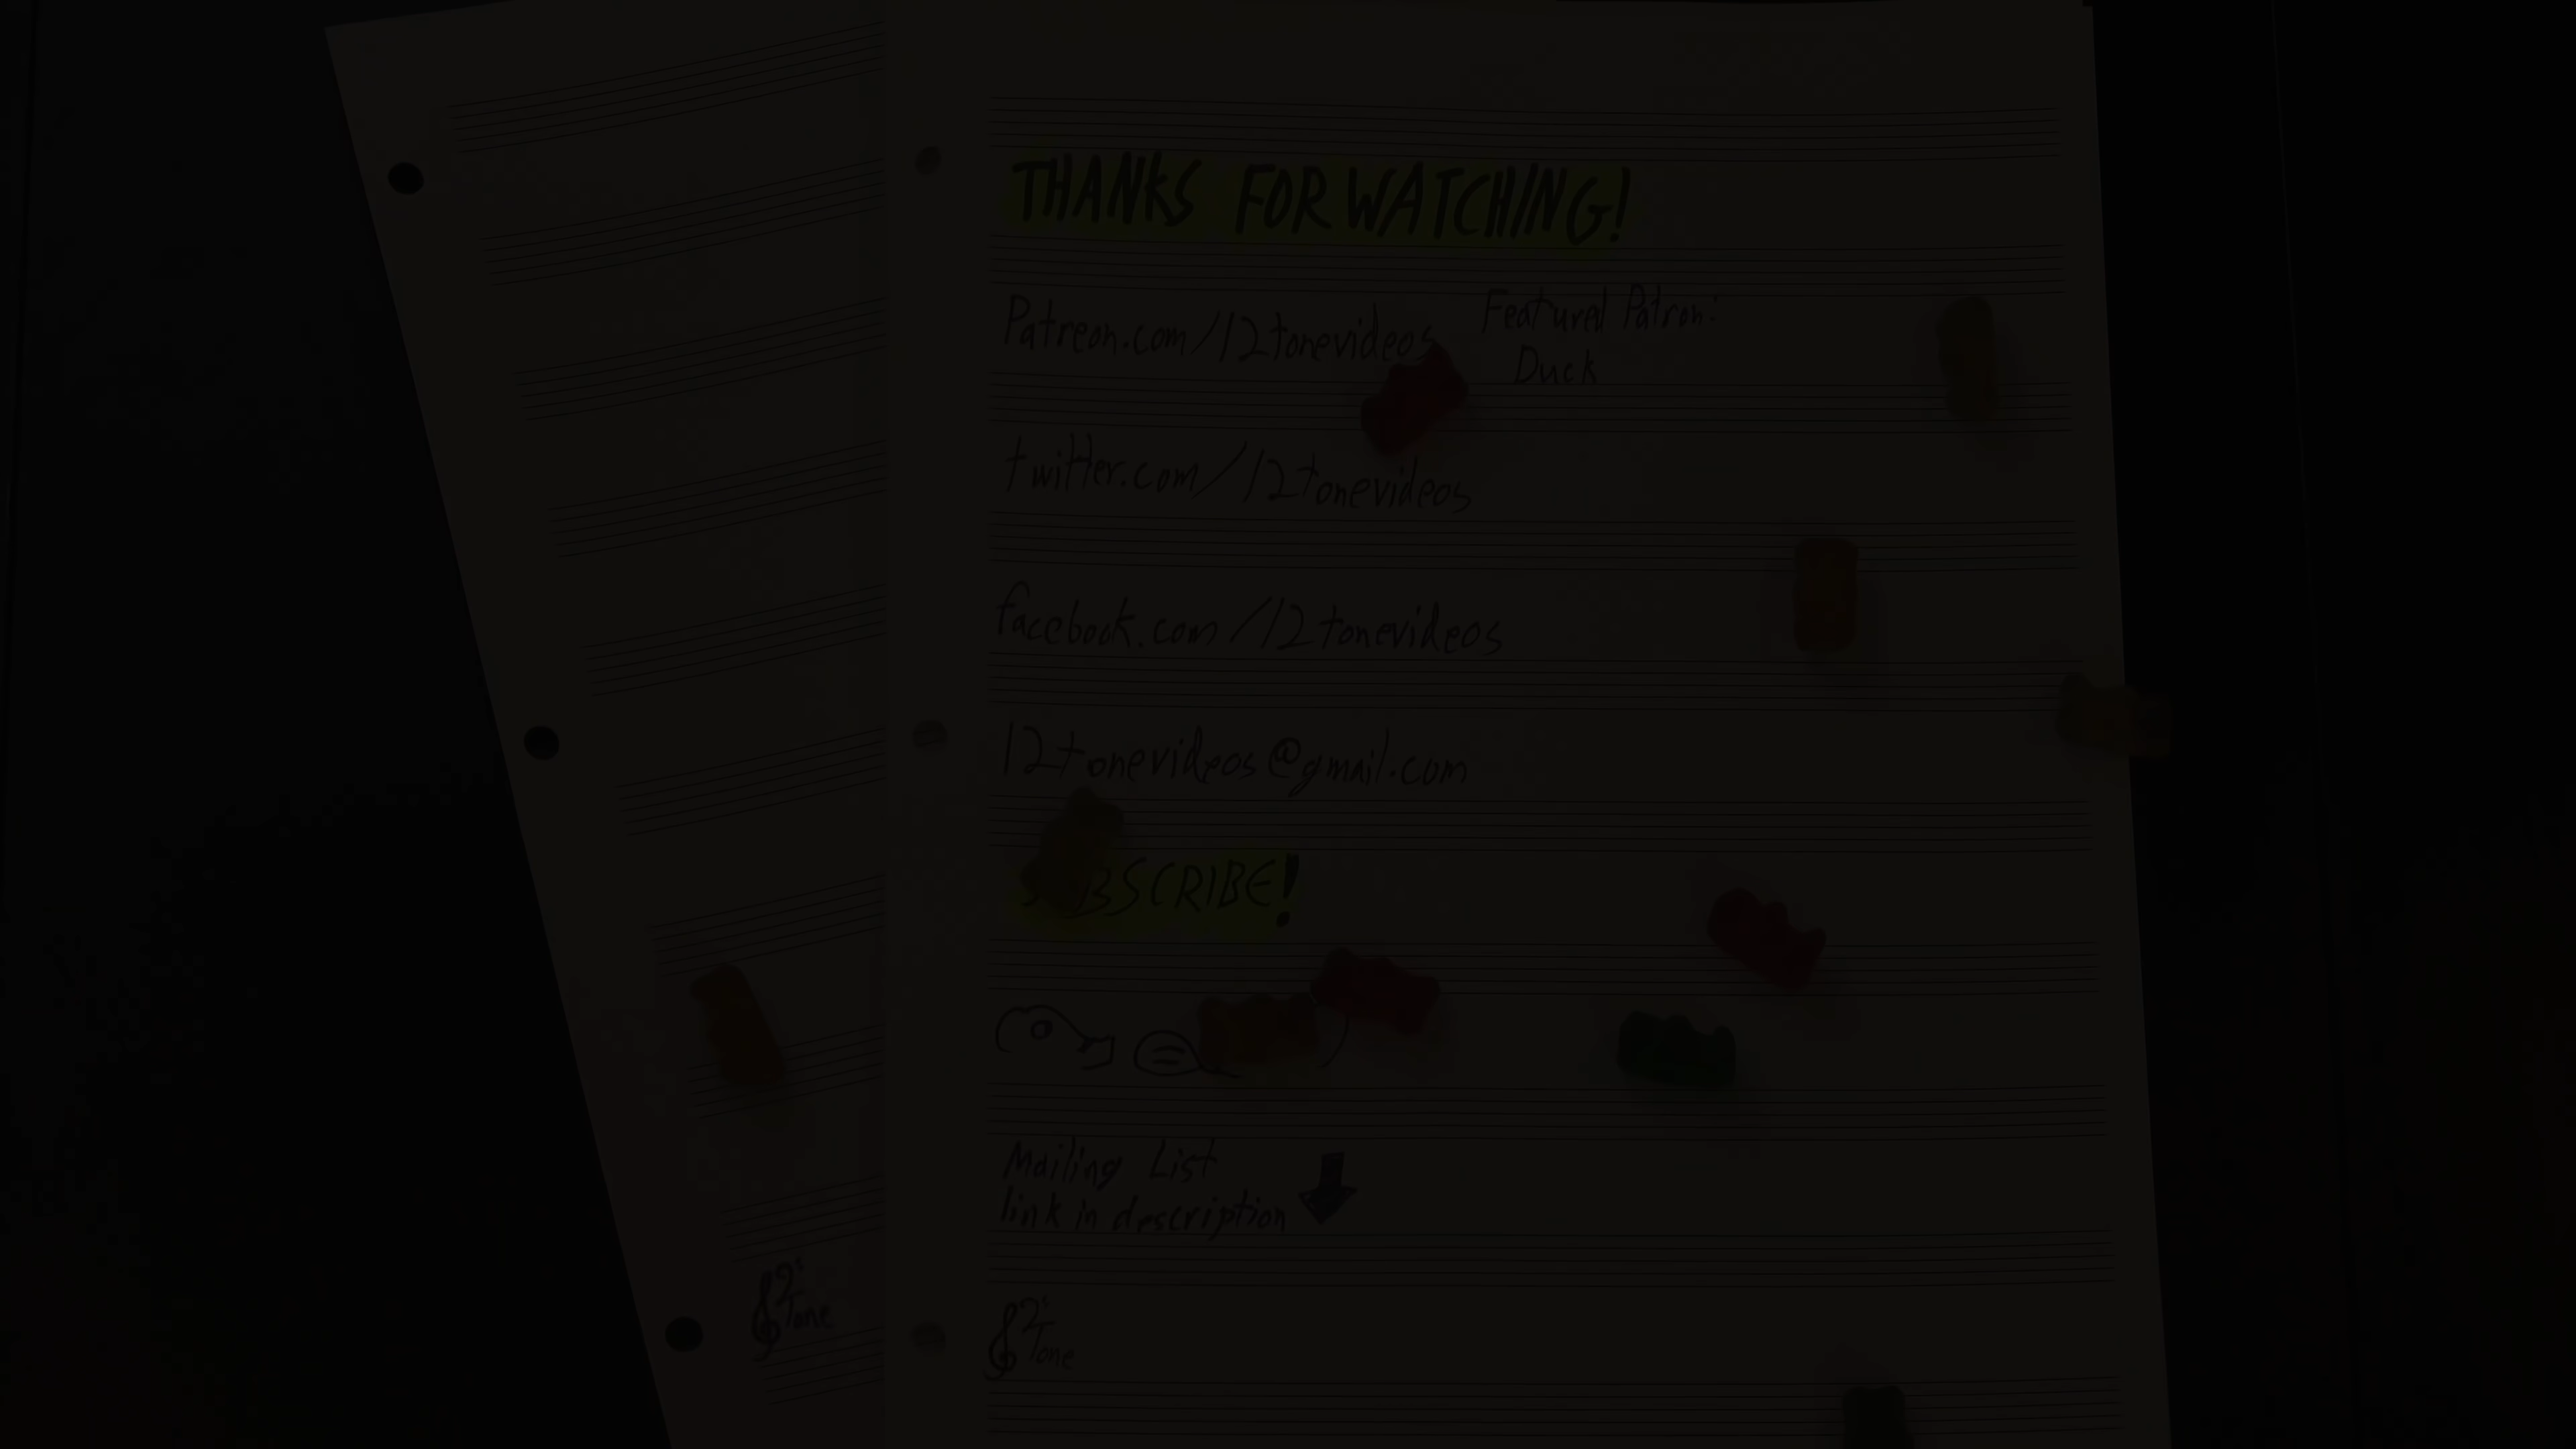 THANKS FOR WATCHING!
Patreon.com/12tonevideos
Featured Patron:
Duck
twitter.com/12tonevideos
facebook.com/12tonevideos
12tonevideos@gmail.com
SUBSCRIBE!
Mailing List
link in description
12 Tone
12 Tone